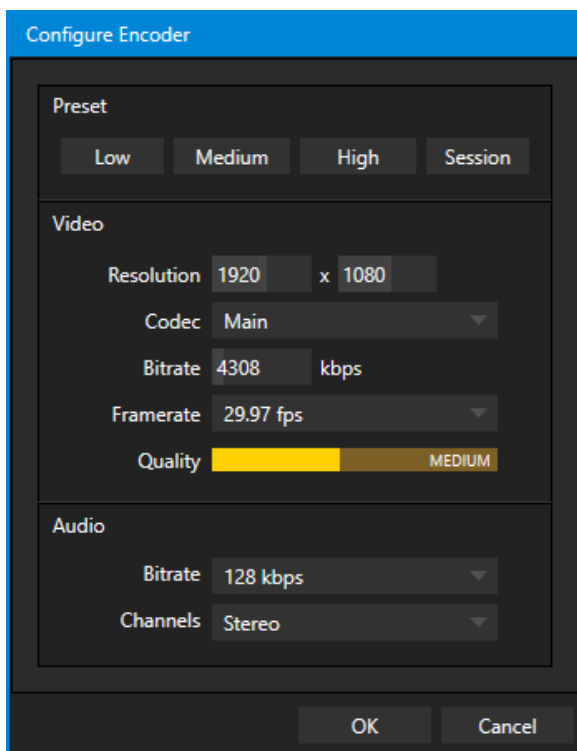 Configure Encoder
Preset
Low Medium High Session
Video
Resolution 1920 x 1080
Codec Main
Bitrate 4308 kbps
Framerate 29.97 fps
Quality MEDIUM
Audio
Bitrate 128 kbps
Channels Stereo
OK Cancel